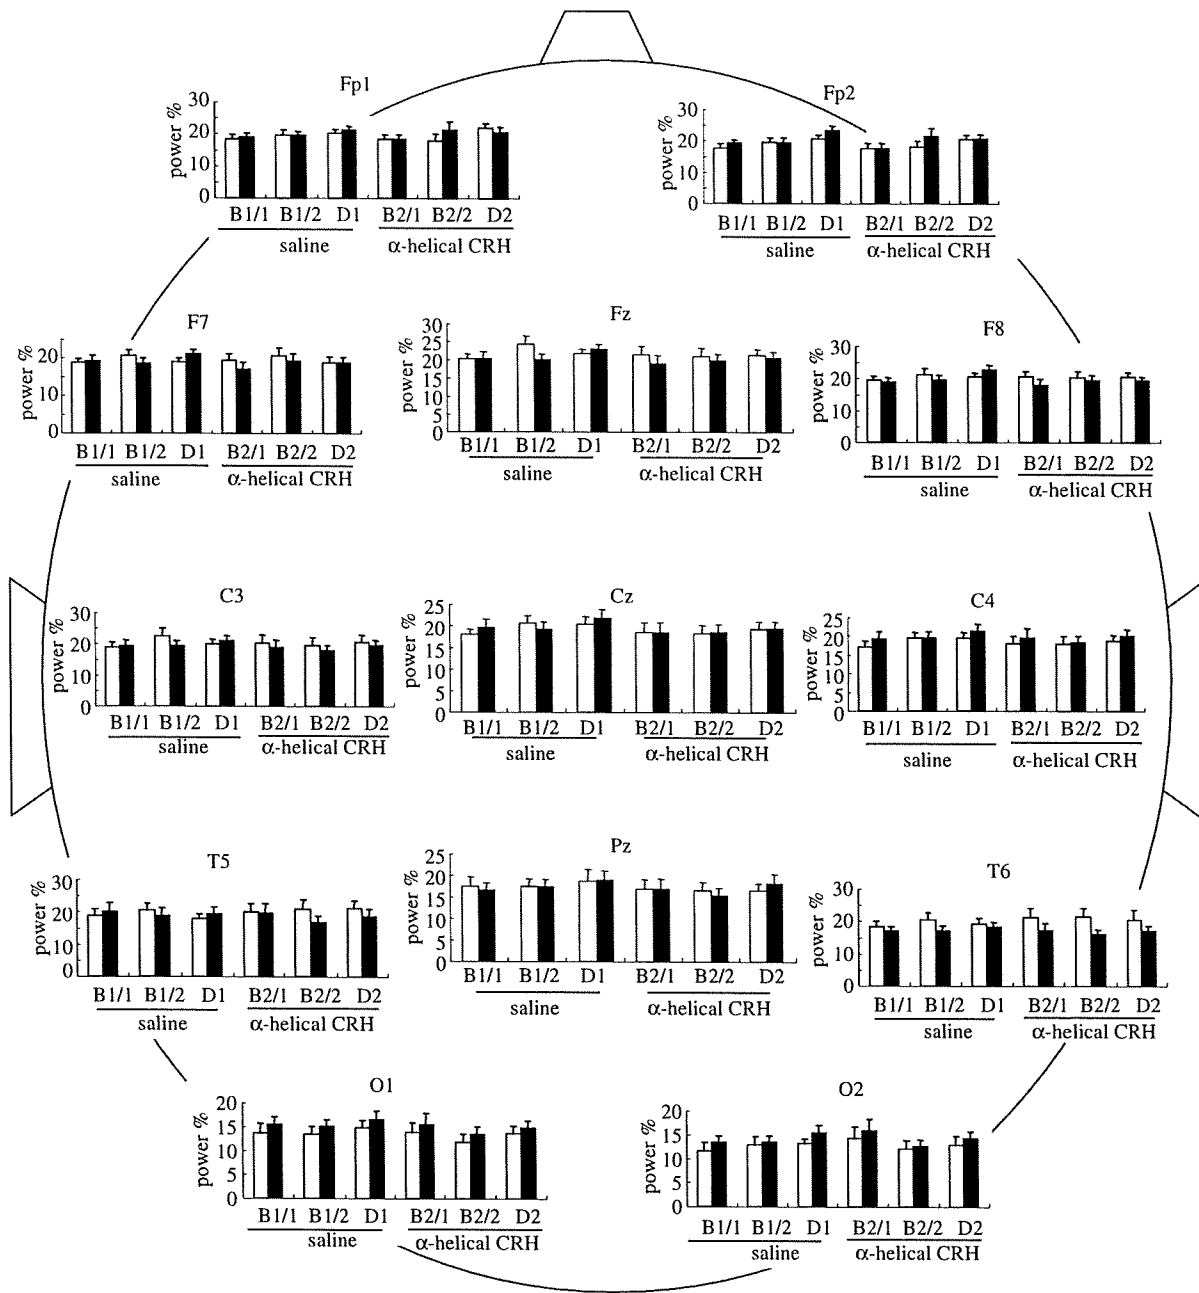 Fp1
power %
30
20
10
0
B1/1 B1/2 D1 B2/1 B2/2 D2
saline α-helical CRH
Fp2
power %
30
20
10
0
B1/1 B1/2 D1 B2/1 B2/2 D2
saline α-helical CRH
F7
power %
20
10
0
B1/1 B1/2 D1 B2/1 B2/2 D2
saline α-helical CRH
Fz
power %
30
25
20
15
10
5
0
B1/1 B1/2 D1 B2/1 B2/2 D2
saline α-helical CRH
F8
power %
30
20
10
0
B1/1 B1/2 D1 B2/1 B2/2 D2
saline α-helical CRH
C3
power %
30
20
10
0
B1/1 B1/2 D1 B2/1 B2/2 D2
saline α-helical CRH
Cz
power %
25
20
15
10
5
0
B1/1 B1/2 D1 B2/1 B2/2 D2
saline α-helical CRH
C4
power %
25
20
15
10
5
0
B1/1 B1/2 D1 B2/1 B2/2 D2
saline α-helical CRH
T5
power %
30
20
10
0
B1/1 B1/2 D1 B2/1 B2/2 D2
saline α-helical CRH
Pz
power %
25
20
15
10
5
0
B1/1 B1/2 D1 B2/1 B2/2 D2
saline α-helical CRH
T6
power %
30
20
10
0
B1/1 B1/2 D1 B2/1 B2/2 D2
saline α-helical CRH
O1
power %
20
15
10
5
0
B1/1 B1/2 D1 B2/1 B2/2 D2
saline α-helical CRH
O2
power %
20
15
10
5
0
B1/1 B1/2 D1 B2/1 B2/2 D2
saline α-helical CRH